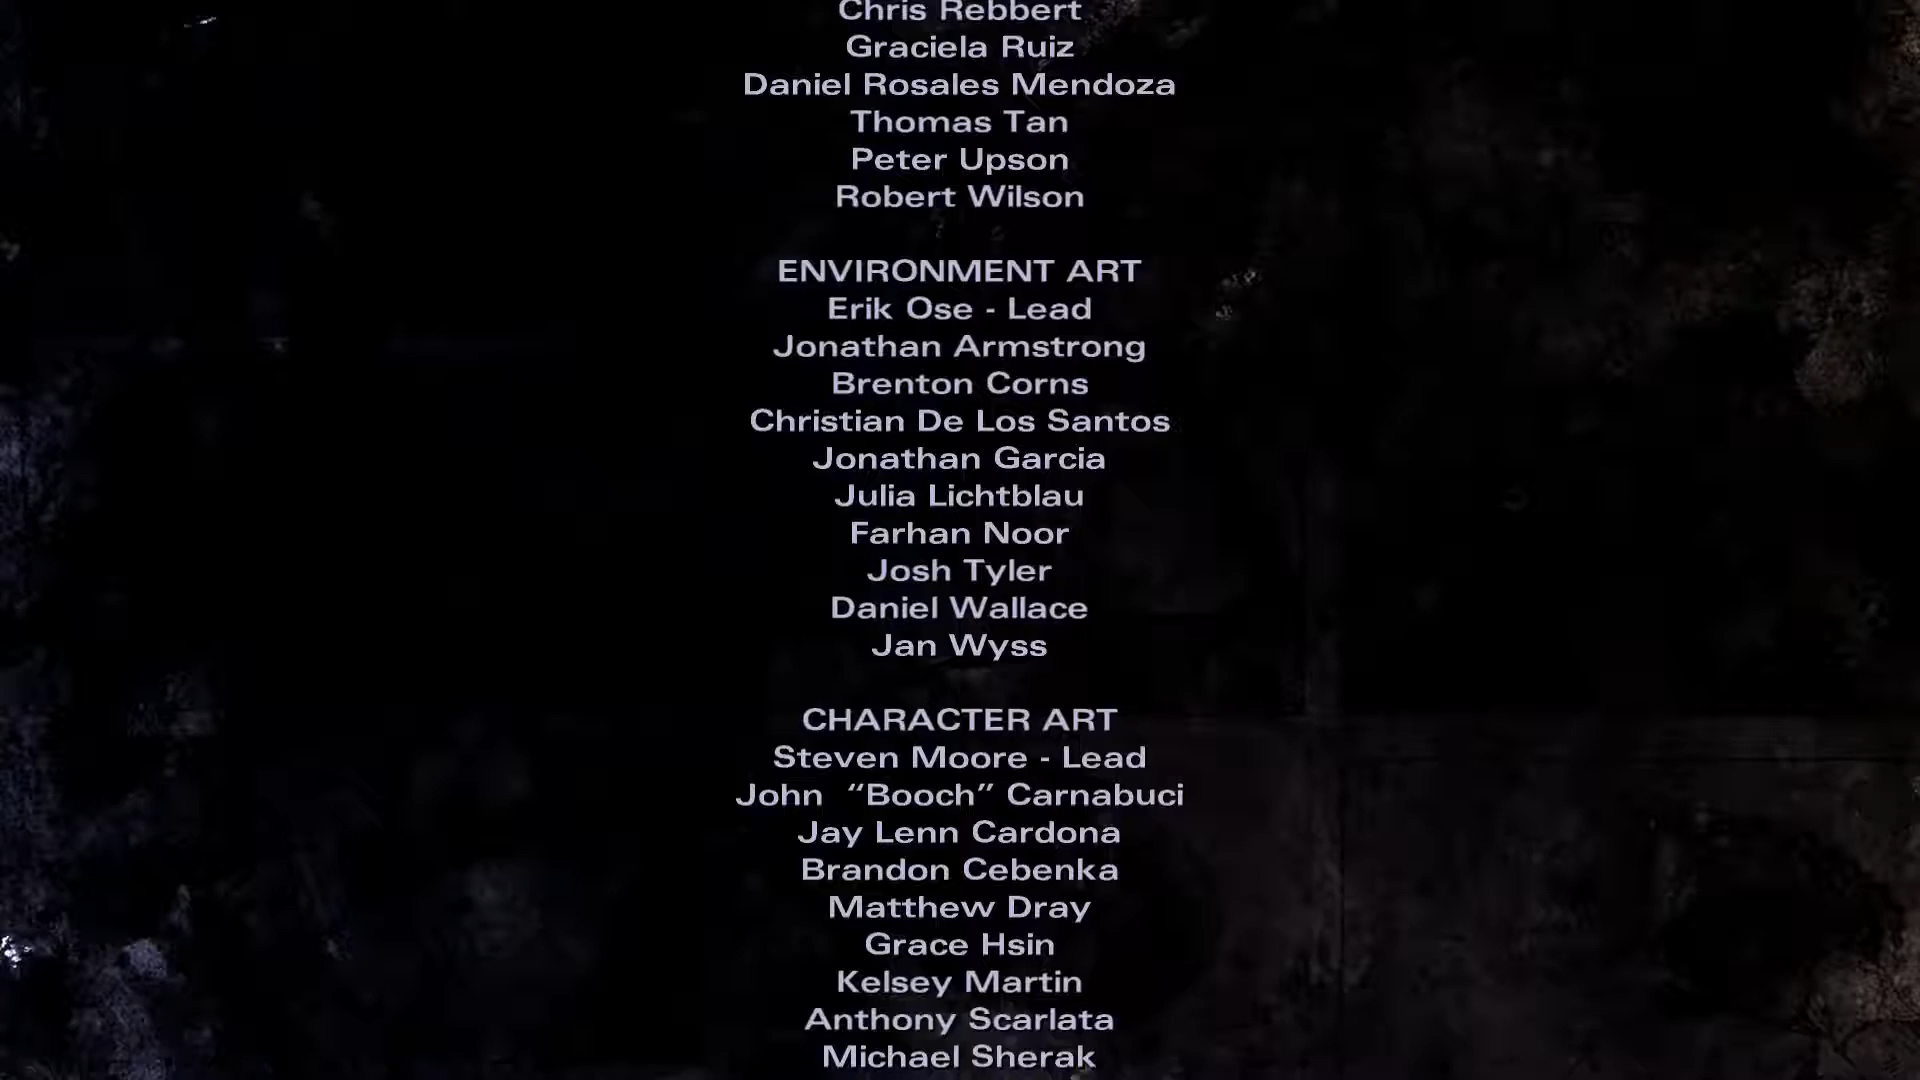 Chris Rebbert
Graciela Ruiz
Daniel Rosales Mendoza
Thomas Tan
Peter Upson
Robert Wilson
ENVIRONMENT ART
Erik Ose - Lead
Jonathan Armstrong
Brenton Corns
Christian De Los Santos
Jonathan Garcia
Julia Lichtblau
Farhan Noor
Josh Tyler
Daniel Wallace
Jan Wyss
CHARACTER ART
Steven Moore - Lead
John  “Booch” Carnabuci
Jay Lenn Cardona
Brandon Cebenka
Matthew Dray
Grace Hsin
Kelsey Martin
Anthony Scarlata
Michael Sherak